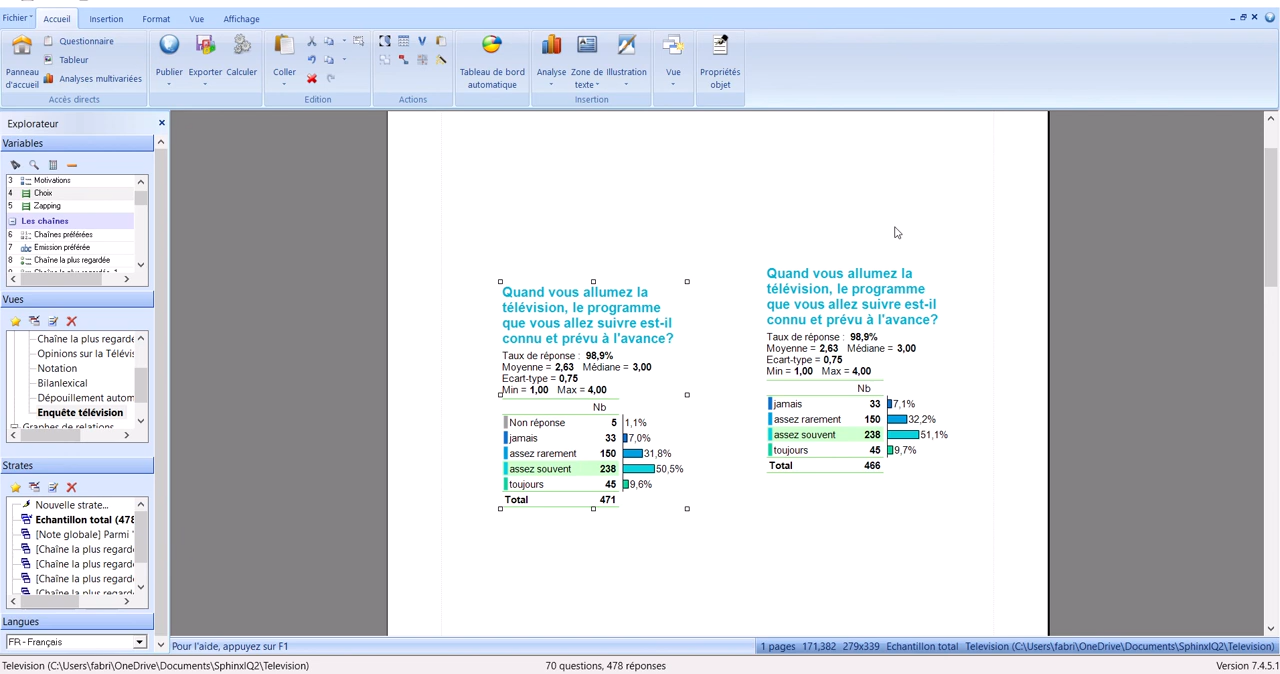 Fichier
Accueil
Insertion
Format
Vue
Affichage
Panneau d'accueil
Questionnaire
Tableur
Analyses multivariées
Accès directs
Publier
Exporter
Calculer
Coller
Edition
Actions
Tableau de bord automatique
Analyse
Zone de texte
Illustration
Insertion
Vue
Propriétés objet
Explorateur
Variables
3 Motivations
4 Choix
5 Zapping
Les chaînes
6 Chaînes préférées
7 abc Emission préférée
8 Chaîne la plus regardée
Vues
Chaîne la plus regardé
Opinions sur la Télévis
Notation
Bilanlexical
Dépouillement autom
Enquête télévision
Graphes de relations
Strates
Nouvelle strate...
Echantillon total (478
[Note globale] Parmi
[Chaîne la plus regardé
[Chaîne la plus regardé
[Chaîne la plus regardé
[Chaîne la plus regardé
Langues
FR - Français
Quand vous allumez la
télévision, le programme
que vous allez suivre est-il
connu et prévu à l'avance?
Taux de réponse : 98,9%
Moyenne = 2,63 Médiane = 3,00
Ecart-type = 0,75
Min = 1,00 Max = 4,00
Nb
Non réponse 5 1,1%
jamais 33 7,0%
assez rarement 150 31,8%
assez souvent 238 50,5%
toujours 45 9,6%
Total 471
Quand vous allumez la
télévision, le programme
que vous allez suivre est-il
connu et prévu à l'avance?
Taux de réponse : 98,9%
Moyenne = 2,63 Médiane = 3,00
Ecart-type = 0,75
Min = 1,00 Max = 4,00
Nb
jamais 33 7,1%
assez rarement 150 32,2%
assez souvent 238 51,1%
toujours 45 9,7%
Total 466
Pour l'aide, appuyez sur F1
1 pages 171,382 279x339 Echantillon total Television (C:\Users\fabri\OneDrive\Documents\SphinxIQ2\Television)
Television (C:\Users\fabri\OneDrive\Documents\SphinxIQ2\Television)
70 questions, 478 réponses
Version 7.4.5.1